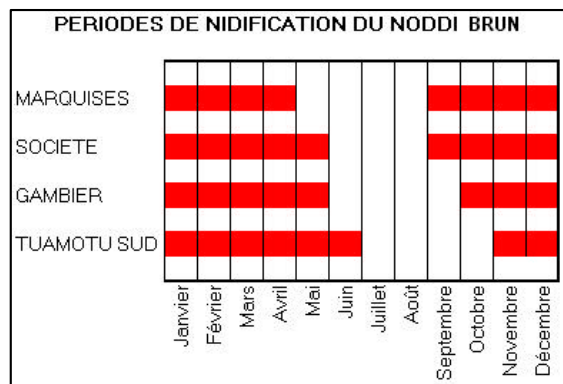 PERIODES DE NIDIFICATION DU NODDI BRUN
MARQUISES
SOCIETE
GAMBIER
TUAMOTU SUD
Janvier
Février
Mars
Avril
Mai
Juin
Juillet
Août
Septembre
Octobre
Novembre
Décembre